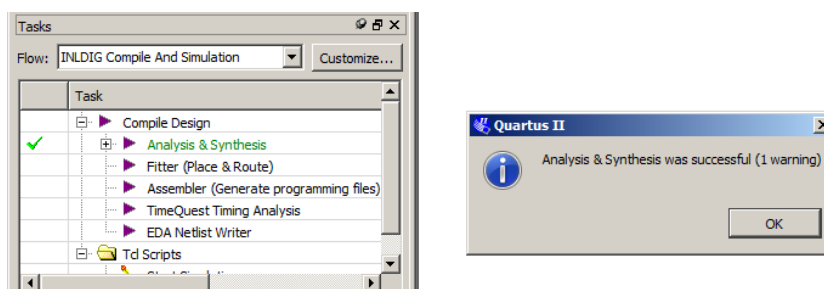 Tasks
Flow: INLDIG Compile And Simulation Customize...
Task
Compile Design
Analysis & Synthesis
Fitter (Place & Route)
Assembler (Generate programming files)
TimeQuest Timing Analysis
EDA Netlist Writer
Tcl Scripts
Quartus II
Analysis & Synthesis was successful (1 warning)
OK